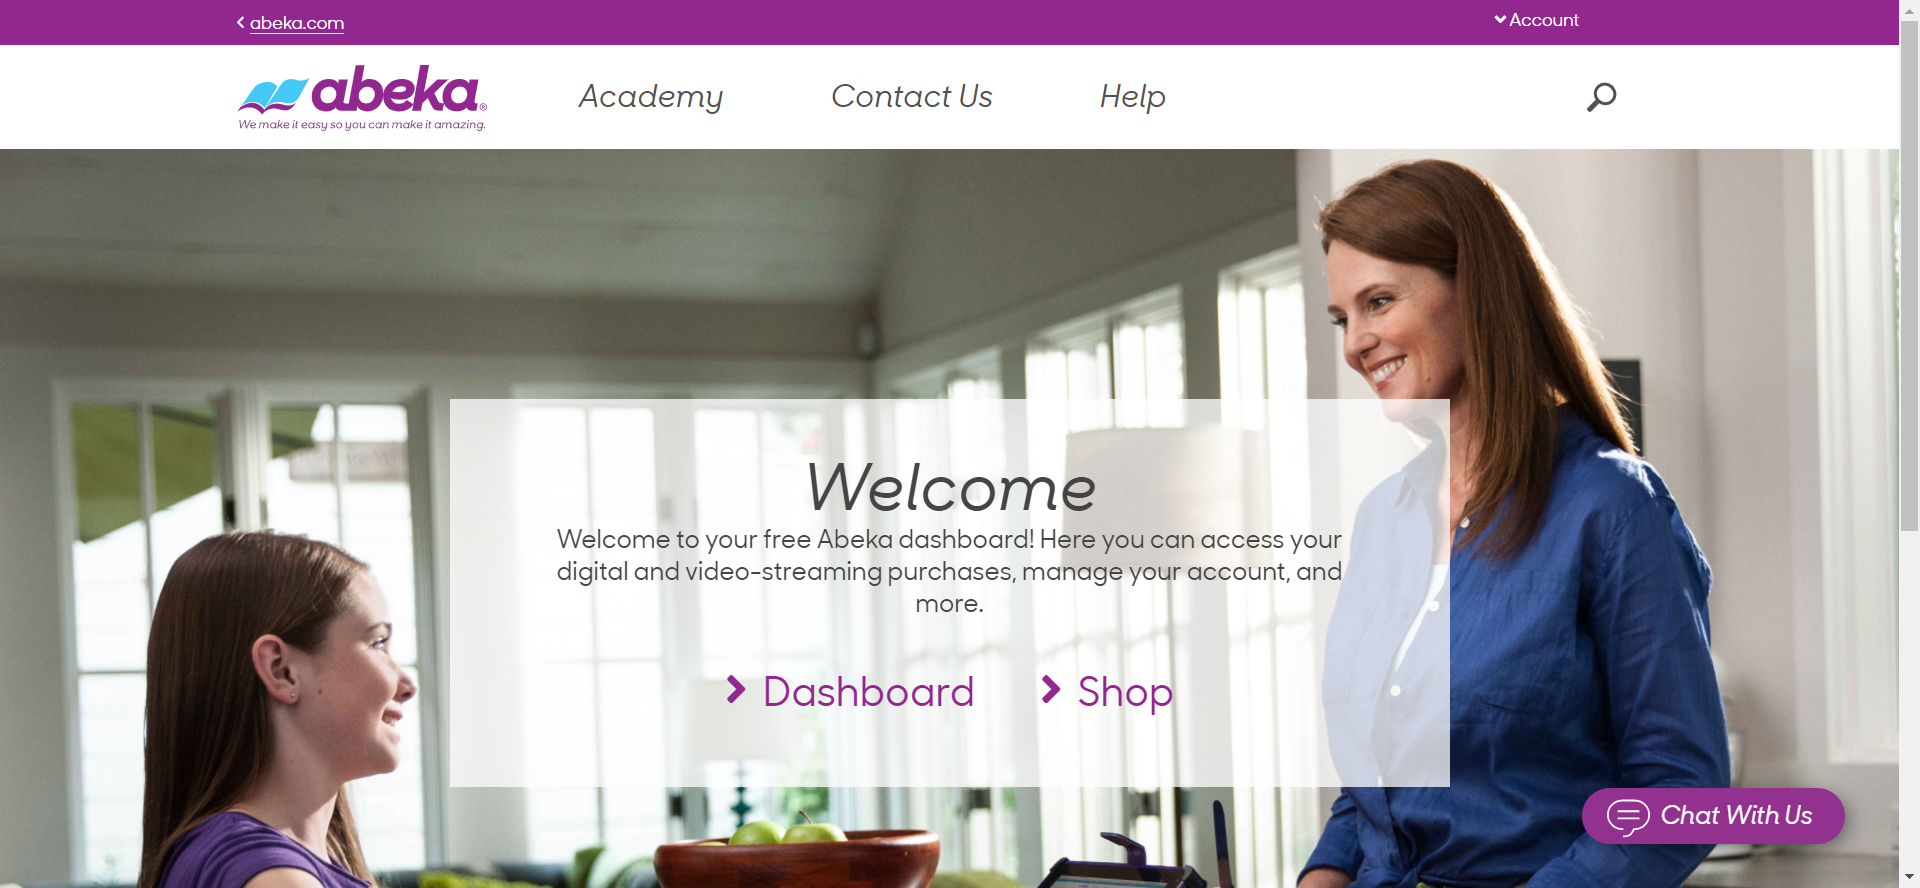 abeka.com
Account
abeka®
We make it easy so you can make it amazing.
Academy
Contact Us
Help
Welcome
Welcome to your free Abeka dashboard! Here you can access your
digital and video-streaming purchases, manage your account, and
more.
Dashboard
Shop
Chat With Us